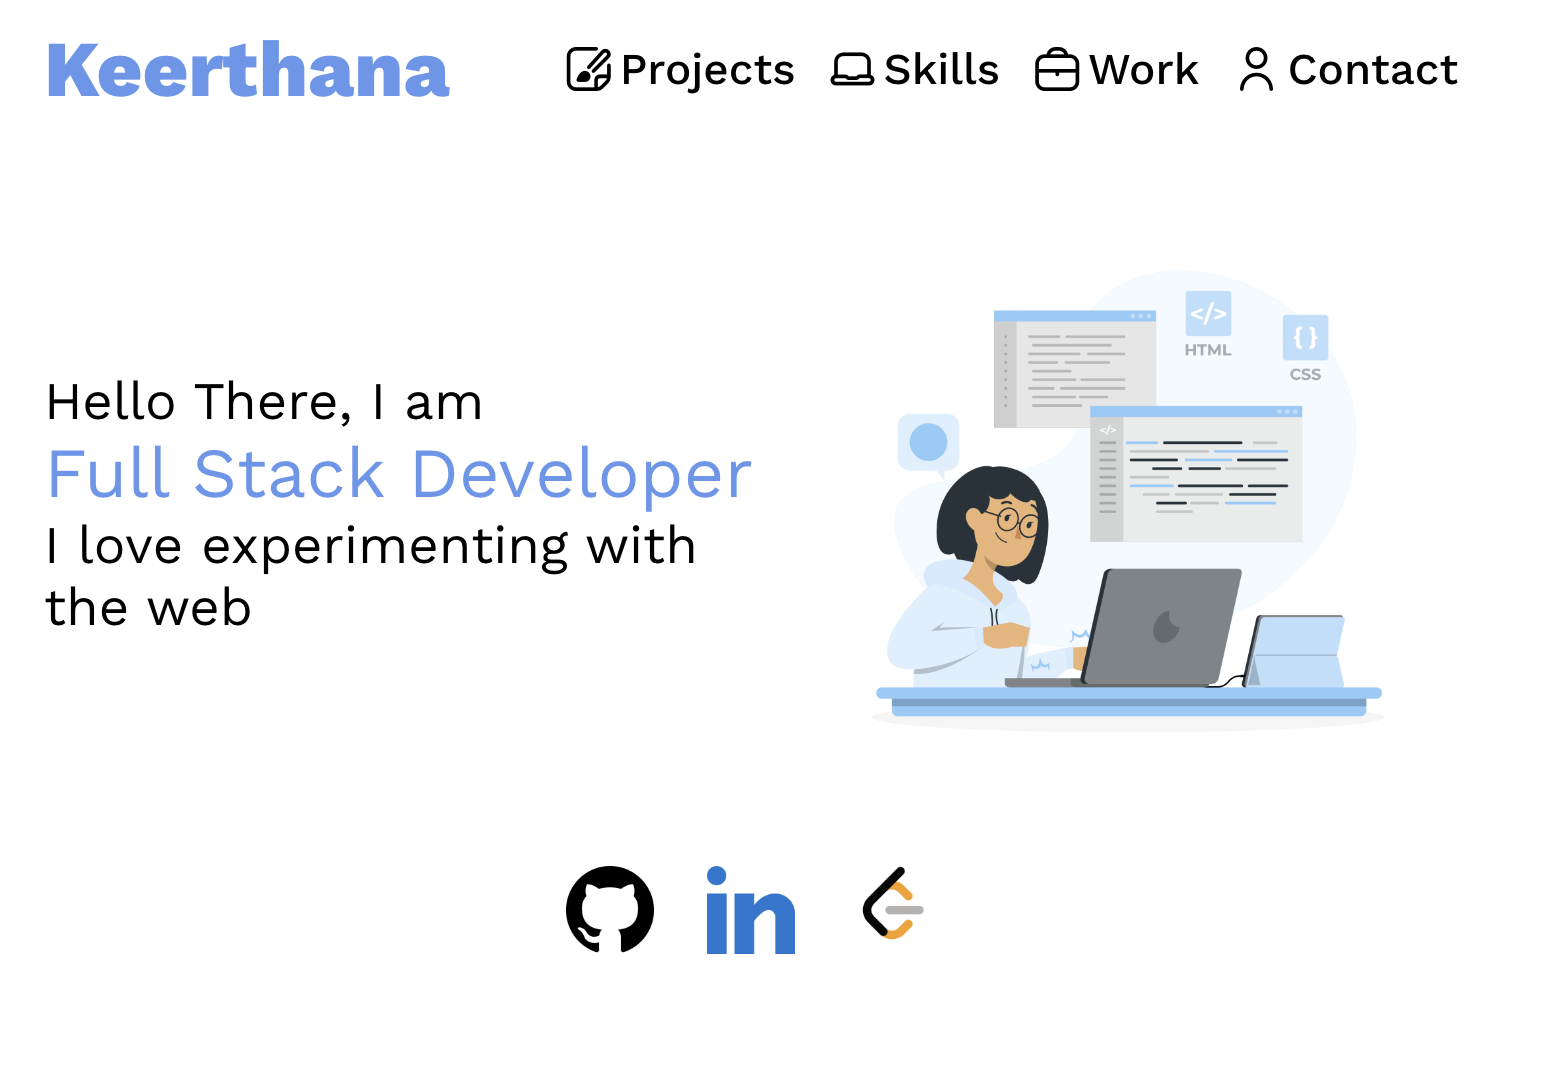 Keerthana
Projects Skills Work Contact
</>
HTML
{ }
CSS
</>
Hello There, I am
Full Stack Developer
I love experimenting with
the web
in